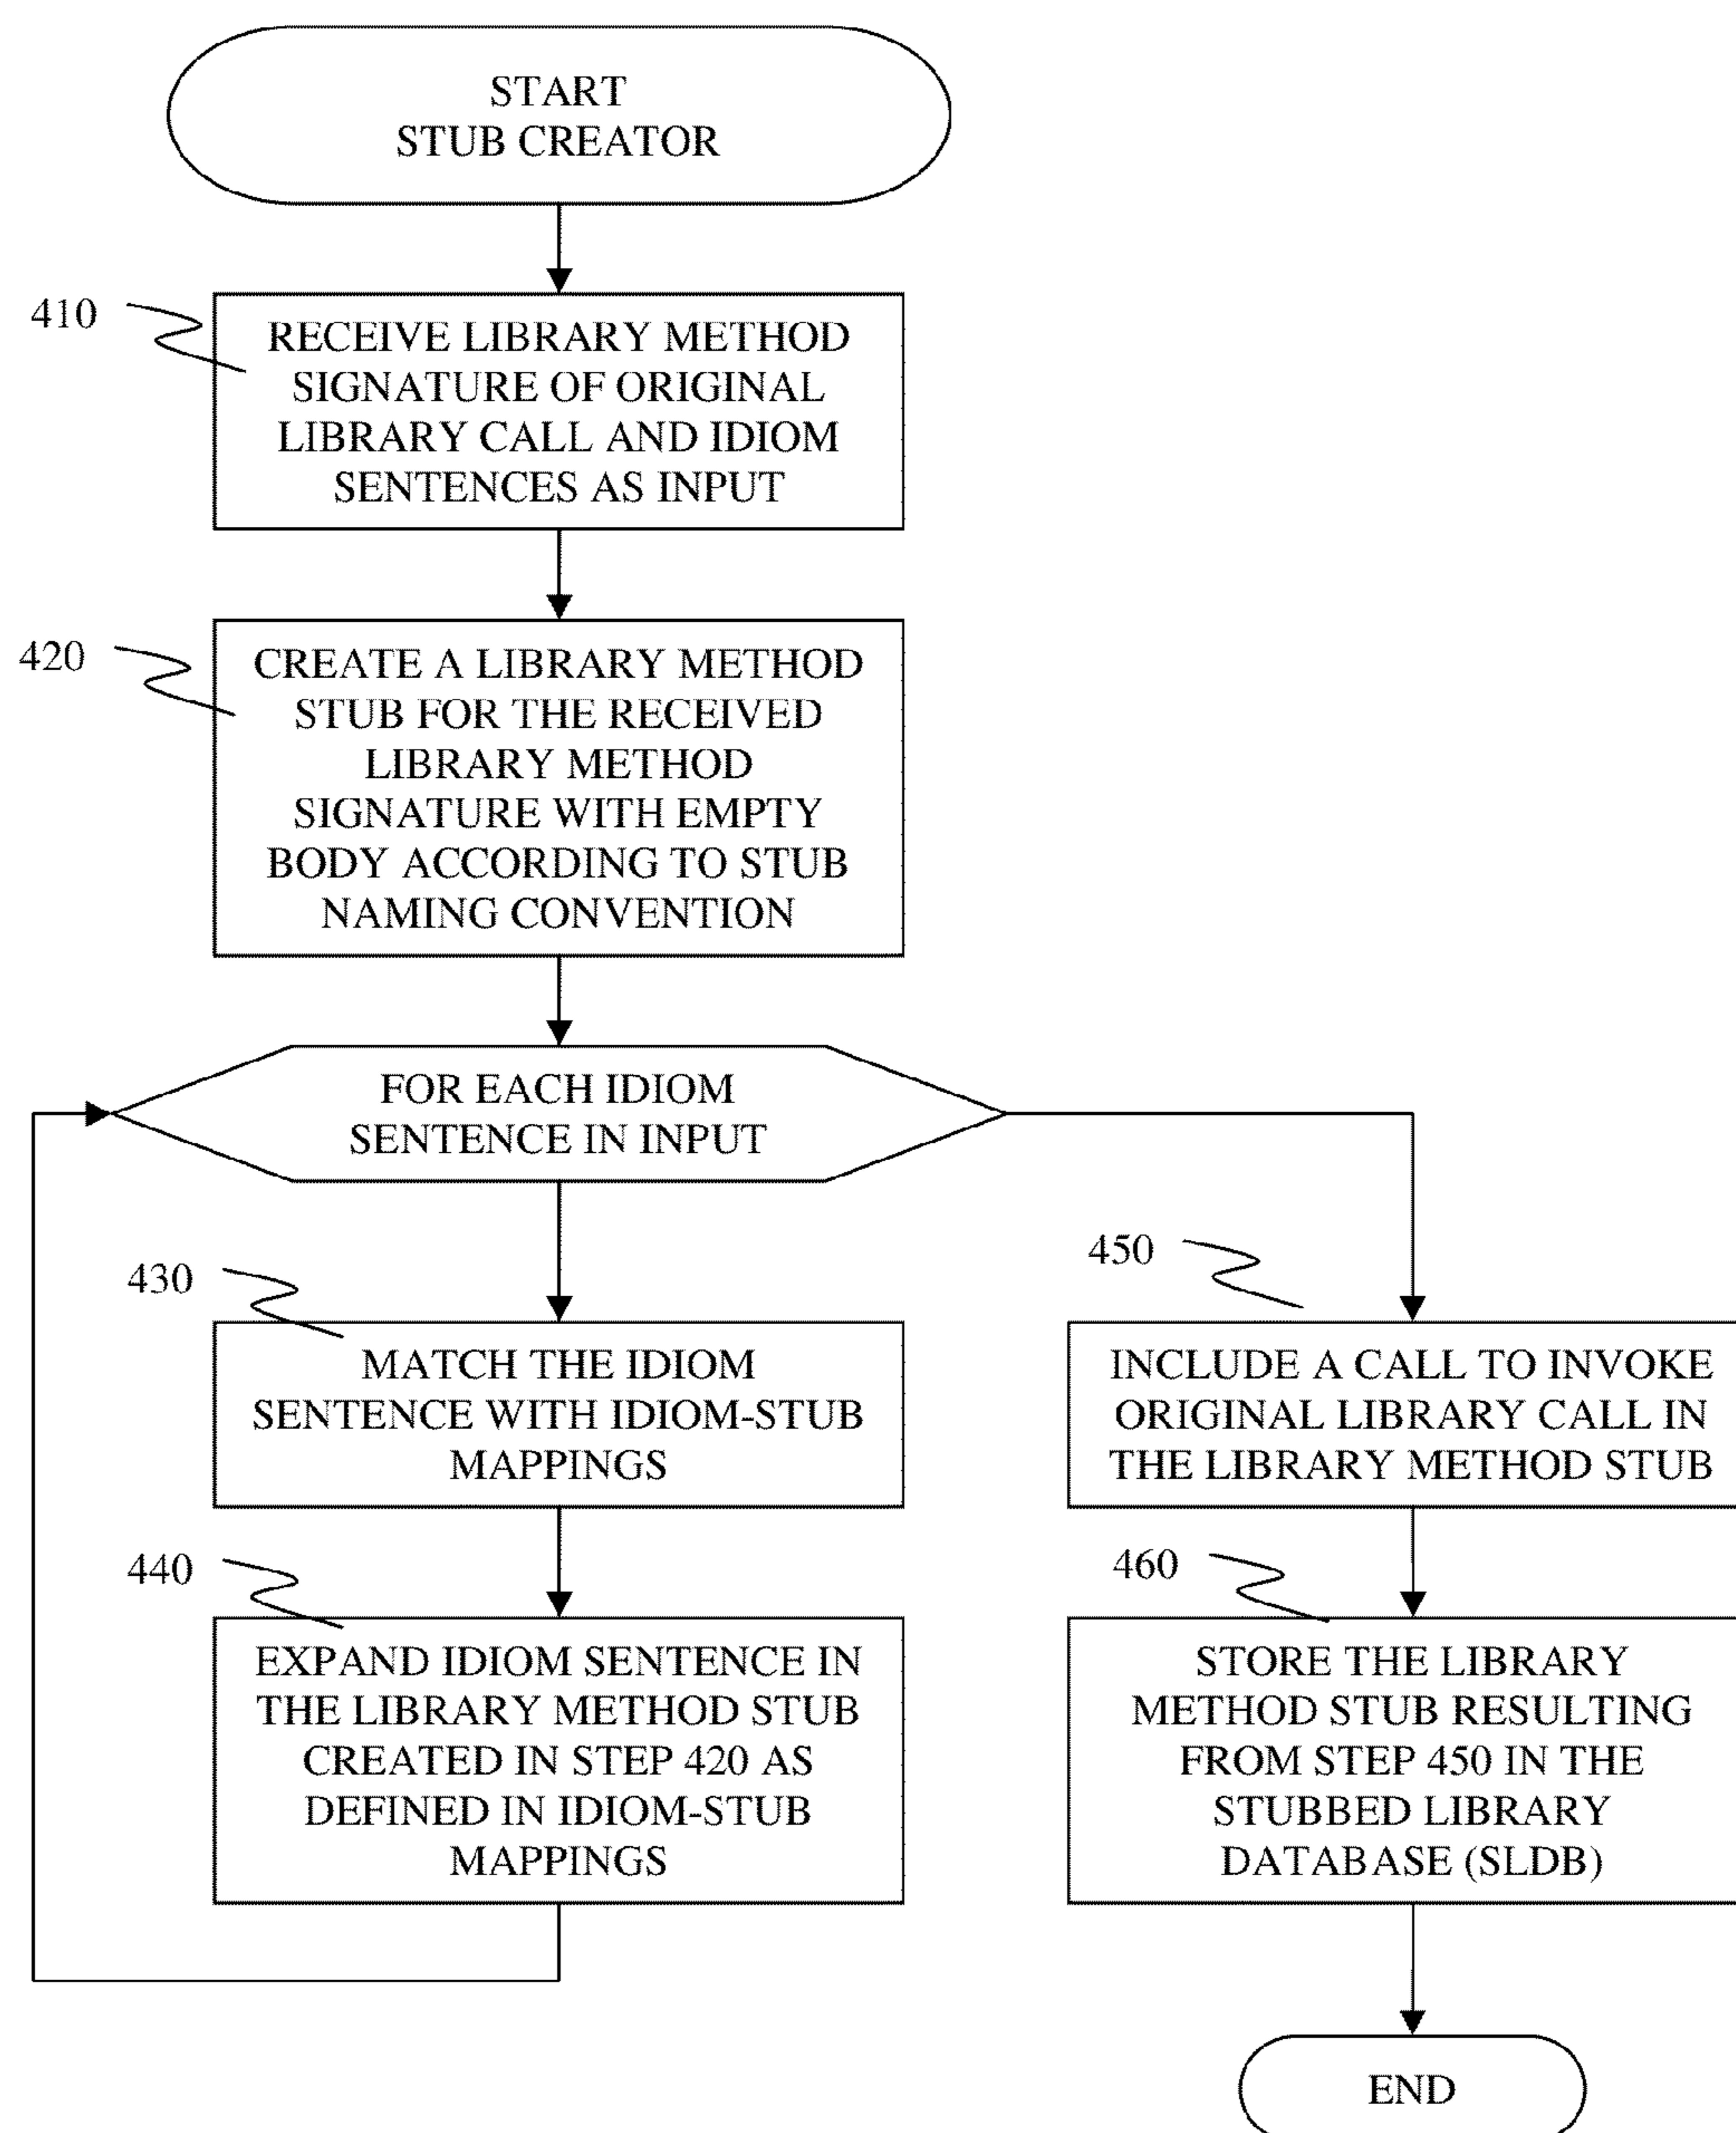 START
STUB CREATOR
410
RECEIVE LIBRARY METHOD
SIGNATURE OF ORIGINAL
LIBRARY CALL AND IDIOM
SENTENCES AS INPUT
420
CREATE A LIBRARY METHOD
STUB FOR THE RECEIVED
LIBRARY METHOD
SIGNATURE WITH EMPTY
BODY ACCORDING TO STUB
NAMING CONVENTION
FOR EACH IDIOM
SENTENCE IN INPUT
430
MATCH THE IDIOM
SENTENCE WITH IDIOM-STUB
MAPPINGS
440
EXPAND IDIOM SENTENCE IN
THE LIBRARY METHOD STUB
CREATED IN STEP 420 AS
DEFINED IN IDIOM-STUB
MAPPINGS
450
INCLUDE A CALL TO INVOKE
ORIGINAL LIBRARY CALL IN
THE LIBRARY METHOD STUB
460
STORE THE LIBRARY
METHOD STUB RESULTING
FROM STEP 450 IN THE
STUBBED LIBRARY
DATABASE (SLDB)
END